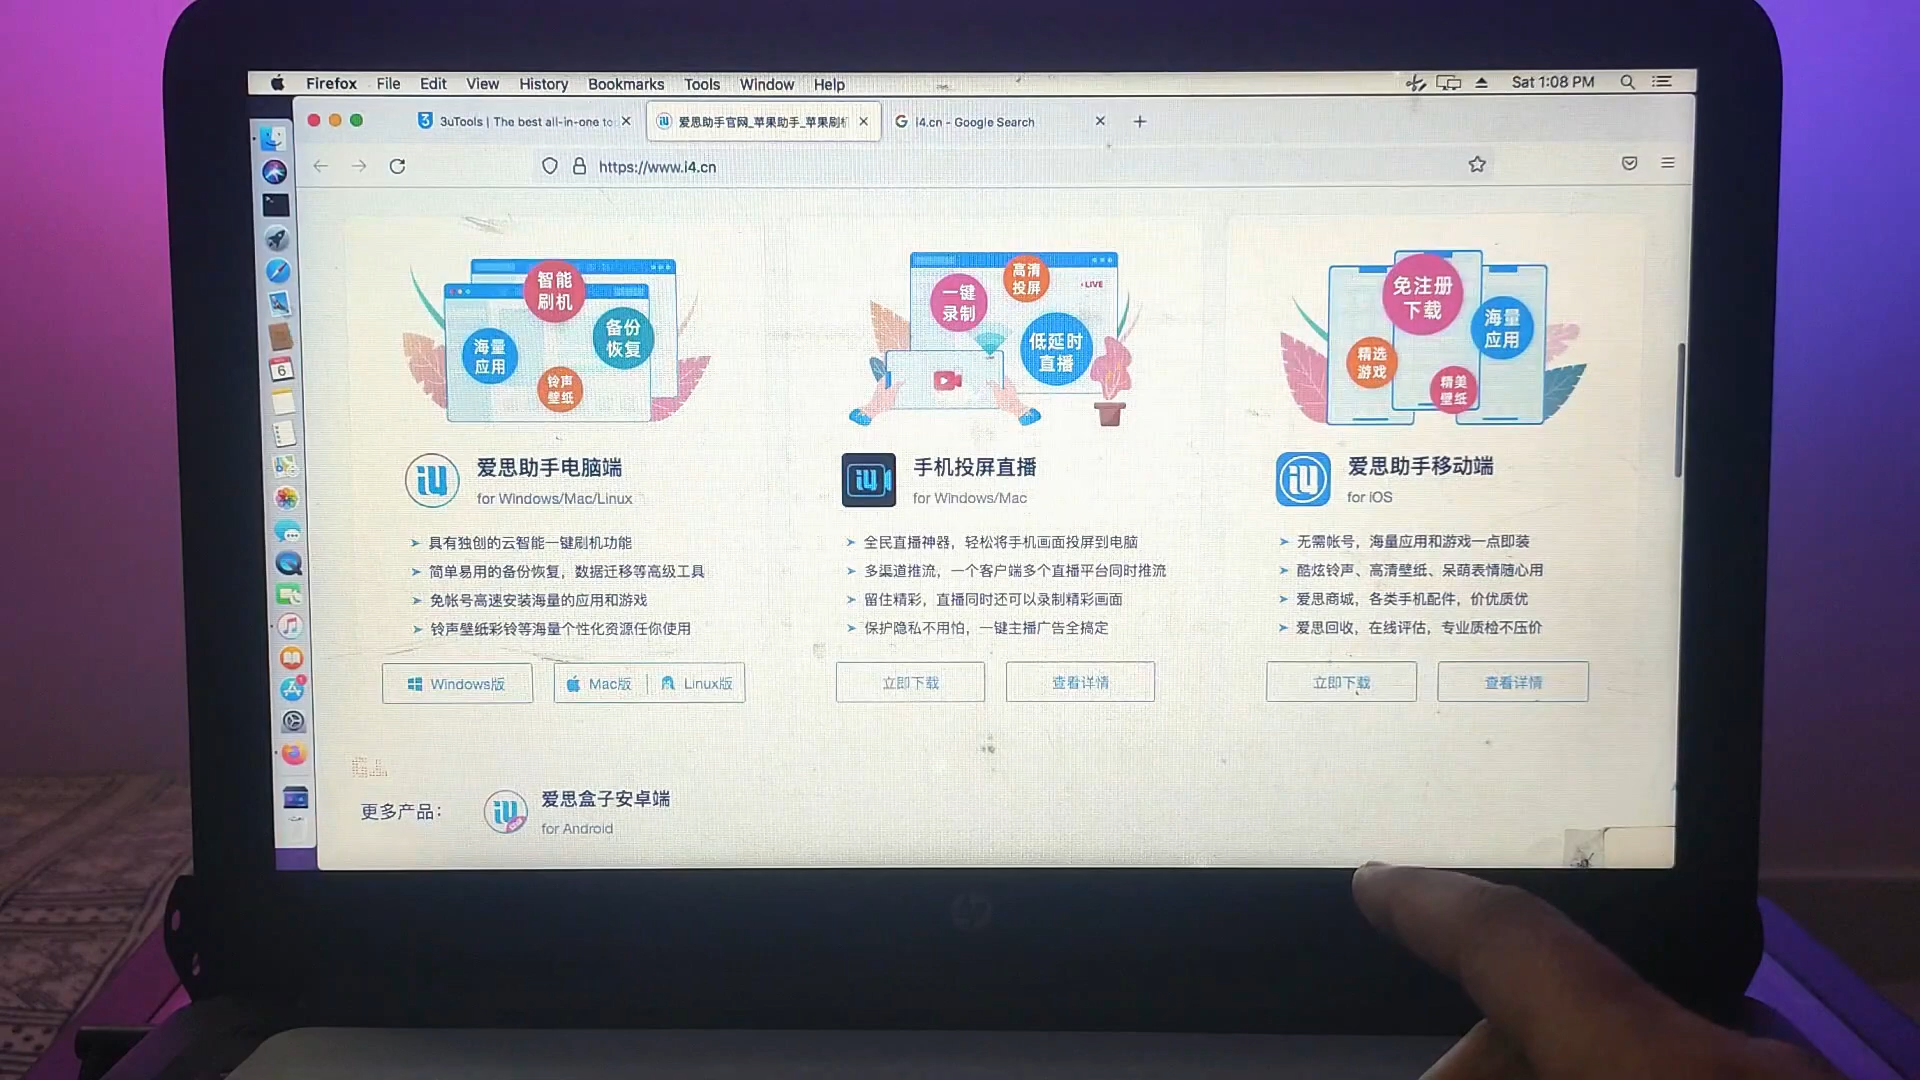 Firefox File Edit View History Bookmarks Tools Window Help
Sat 1:08 PM
3uTools | The best all-in-one to
爱思助手官网_苹果助手_苹果刷机
i4.cn - Google Search
https://www.i4.cn
6
智能
刷机
海量
应用
备份
恢复
铃声
壁纸
爱思助手电脑端
for Windows/Mac/Linux
具有独创的云智能一键刷机功能
简单易用的备份恢复，数据迁移等高级工具
免帐号高速安装海量的应用和游戏
铃声壁纸彩铃等海量个性化资源任你使用
Windows版
Mac版
Linux版
一键
录制
高清
投屏
LIVE
低延时
直播
手机投屏直播
for Windows/Mac
全民直播神器，轻松将手机画面投屏到电脑
多渠道推流，一个客户端多个直播平台同时推流
留住精彩，直播同时还可以录制精彩画面
保护隐私不用怕，一键主播广告全搞定
立即下载
查看详情
免注册
下载
海量
应用
精选
游戏
精美
壁纸
爱思助手移动端
for iOS
无需帐号，海量应用和游戏一点即装
酷炫铃声、高清壁纸、呆萌表情随心用
爱思商城，各类手机配件，价优质优
爱思回收，在线评估，专业质检不压价
立即下载
查看详情
更多产品：
爱思盒子安卓端
for Android